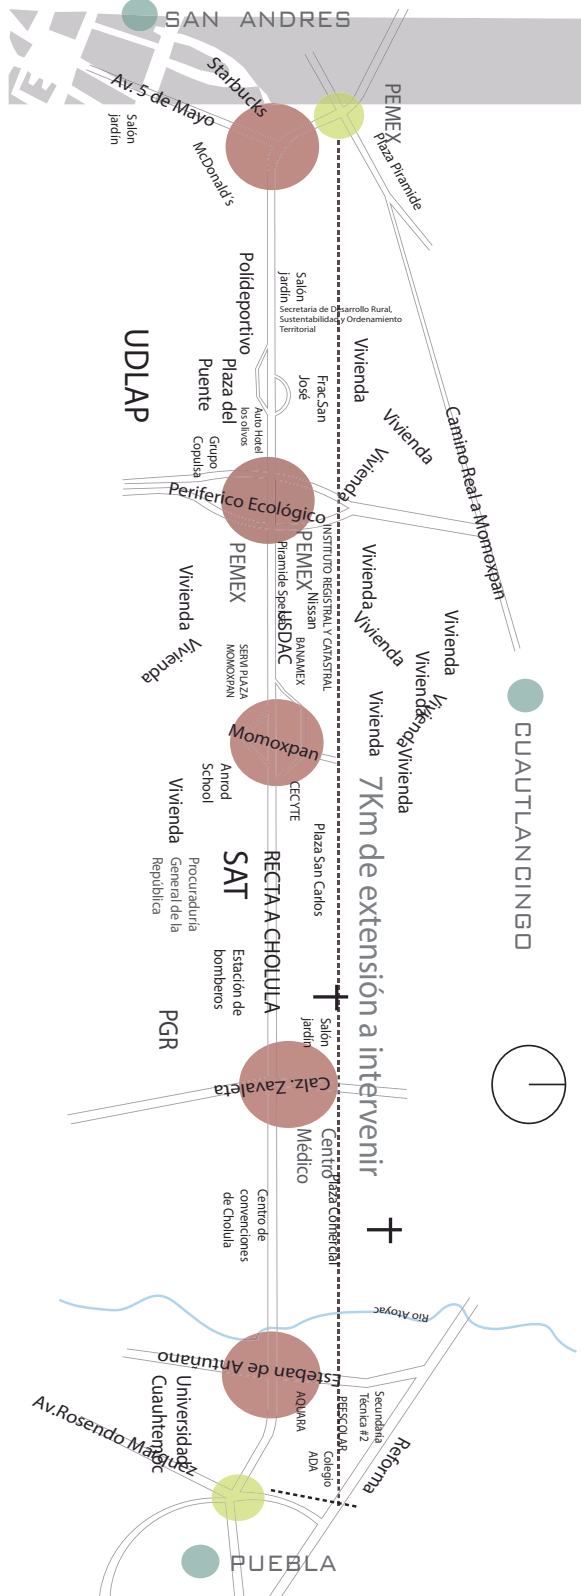 SAN ANDRES
Starbucks
Av. 5 de Mayo
Salón
jardín
McDonald's
PEMEX
Plaza Piramide
Polideportivo
Salón
jardín
Secretaria de Desarrollo Rural,
Sustentabilidad y Ordenamiento
Territorial
UDLAP
Plaza del
Puente
Frac.San
José
Vivienda
Auto Hotel
los olivos
Grupo
Copulsa
Vivienda
Vivienda
Camino Real a Momoxpan
Periferico Ecológico
PEMEX
PEMEX
Piramide Spetse
INSTITUTO REGISTRAL Y CATASTRAL
Nissan
USDAC
BANAMEX
Vivienda
Vivienda
SERVI PLAZA
MOMOXPAN
Vivienda
Vivienda
Vivienda
Vivienda
Vivienda
Vivienda
Vivienda
CUAUTLANCINGO
Momoxpan
Anrod
School
CECYTE
Vivienda
Plaza San Carlos
7Km de extensión a intervenir
SAT
RECTA A CHOLULA
Procuraduría
General de la
República
Estación de
bomberos
PGR
Salón
jardín
Calz. Zavaleta
Centro
Médico
Plaza Comercial
Centro de
convenciones
de Cholula
Rio Atoyac
Esteban de Antuñano
AQUARA
PEESCOLAR
Secundaria
Técnica #2
Universidad
Cuauhtemoc
Av.Rosendo Marquez
Colegio
ADA
Reforma
PUEBLA